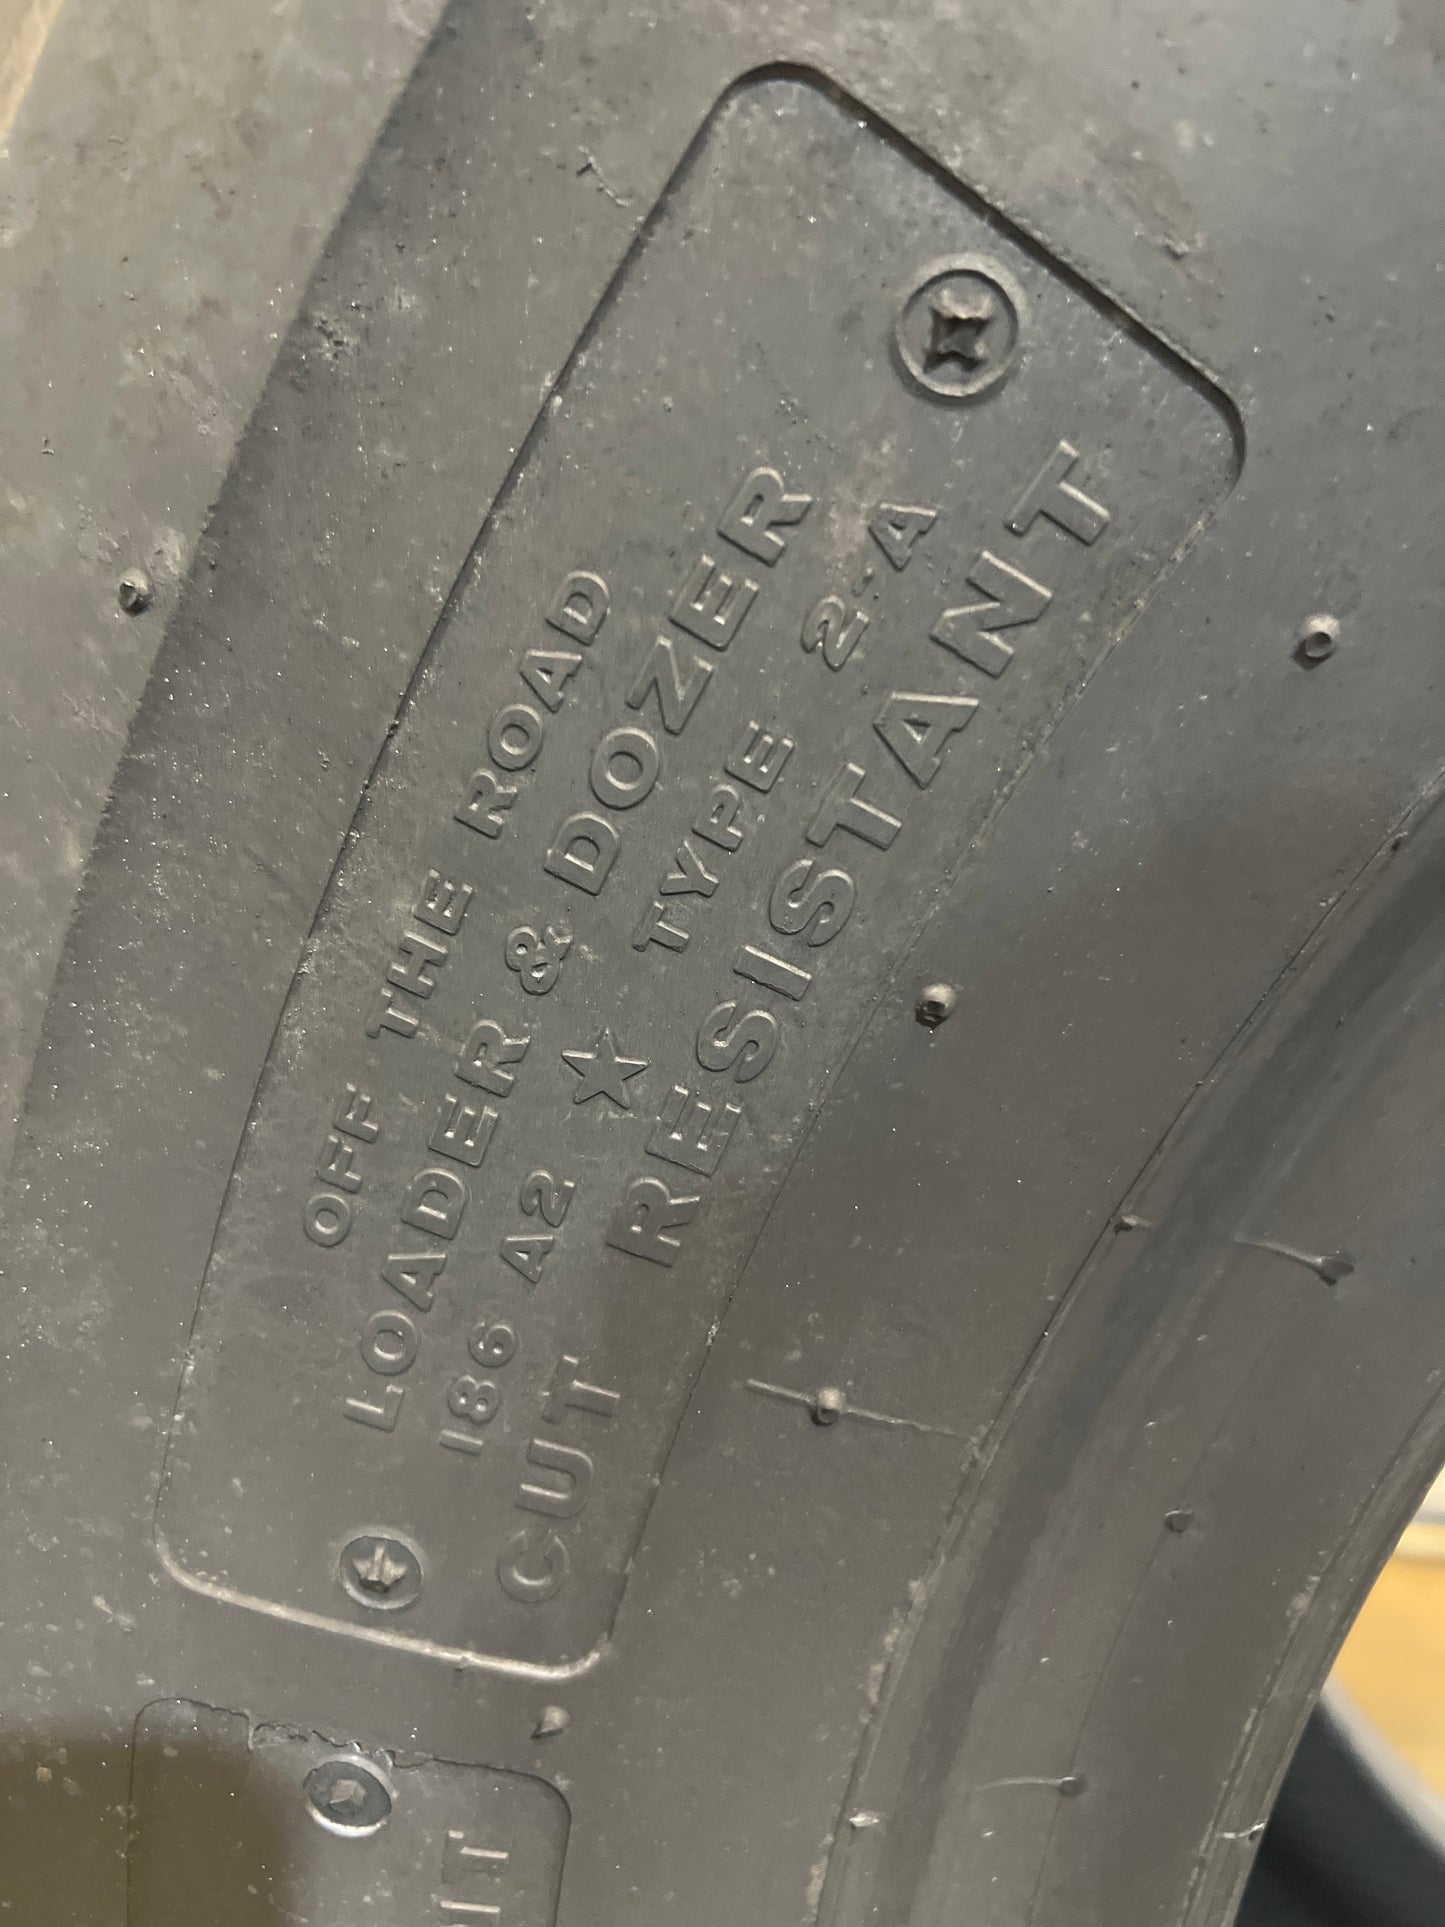 OFF THE ROAD
LOADER & DOZER
186 A2 ★ TYPE 2-A
CUT RESISTANT